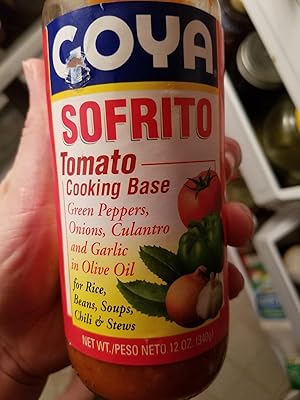 GOYA
SOFRITO
Tomato
Cooking Base
Green Peppers,
Onions, Culantro
and Garlic
in Olive Oil
for Rice,
Beans, Soups,
Chili & Stews
NET WT./PESO NETO 12 OZ. (340g)